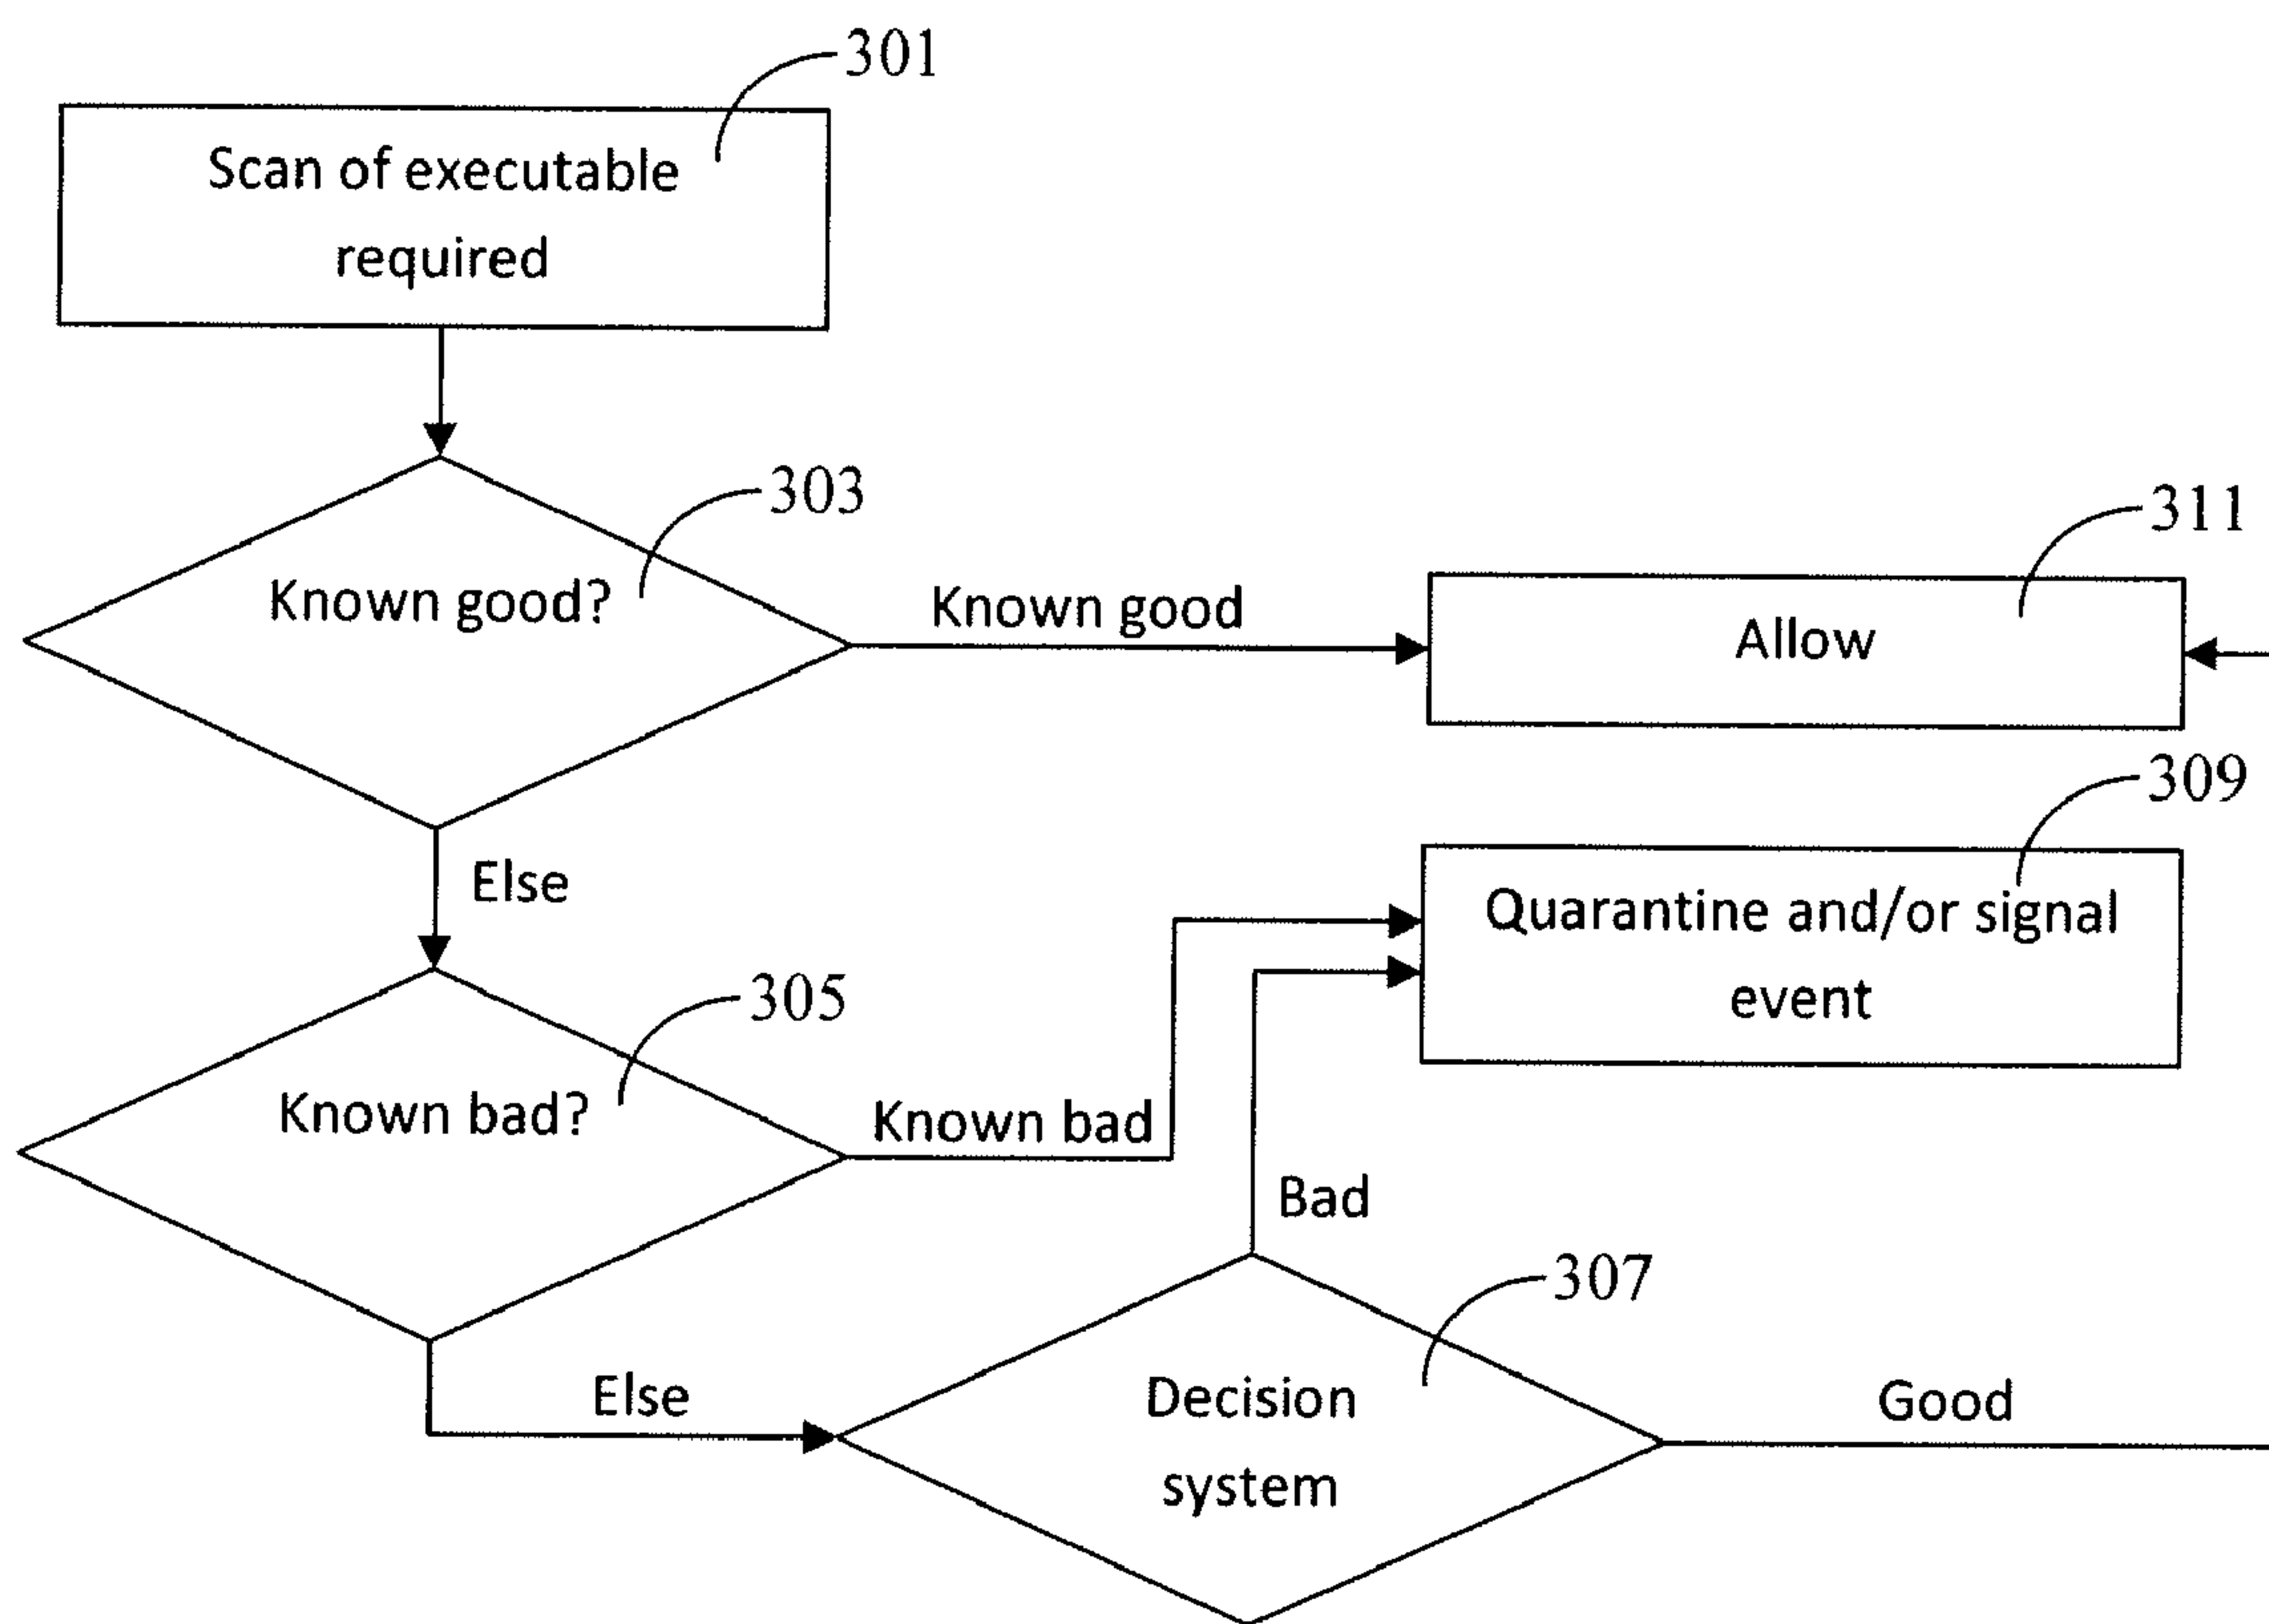 301
Scan of executable
required
303
Known good?
Known good
311
Allow
Else
309
Quarantine and/or signal
event
305
Known bad?
Known bad
Bad
307
Else
Decision
system
Good